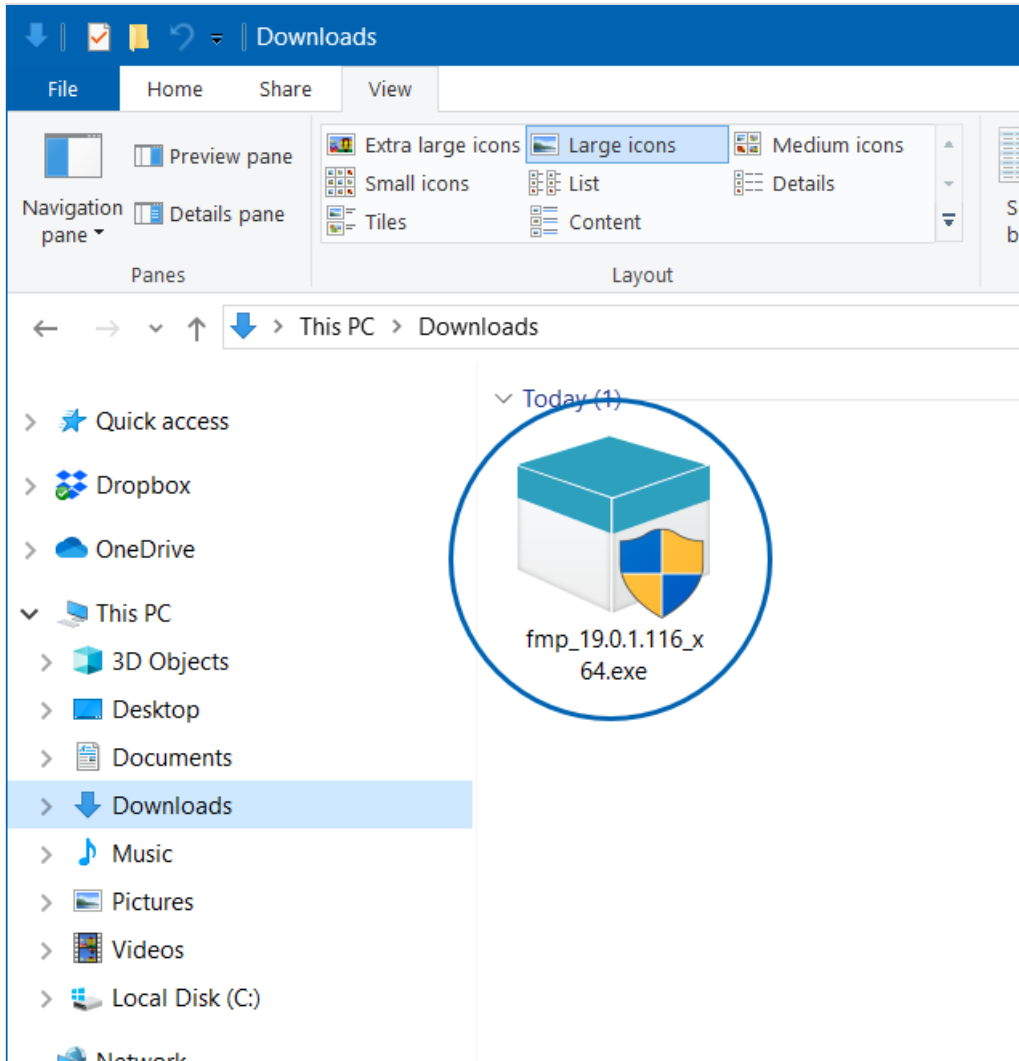 Downloads
File Home Share View
Extra large icons Large icons Medium icons
Preview pane
Small icons List Details
Navigation pane
Details pane
Tiles Content
S
b
Panes Layout
This PC > Downloads
Today (1)
Quick access
Dropbox
OneDrive
This PC
fmp_19.0.1.116_x
64.exe
3D Objects
Desktop
Documents
Downloads
Music
Pictures
Videos
Local Disk (C:)
Network